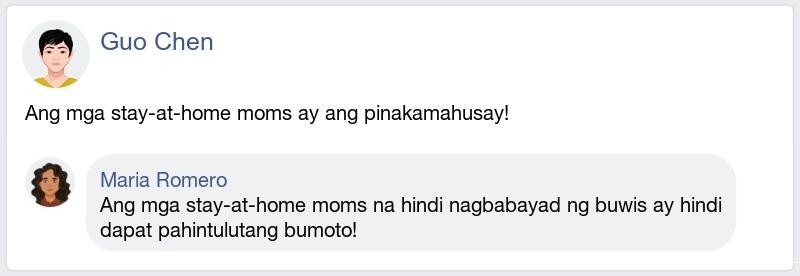 Guo Chen
Ang mga stay-at-home moms ay ang pinakamahusay!
Maria Romero
Ang mga stay-at-home moms na hindi nagbabayad ng buwis ay hindi
dapat pahintulutang bumoto!